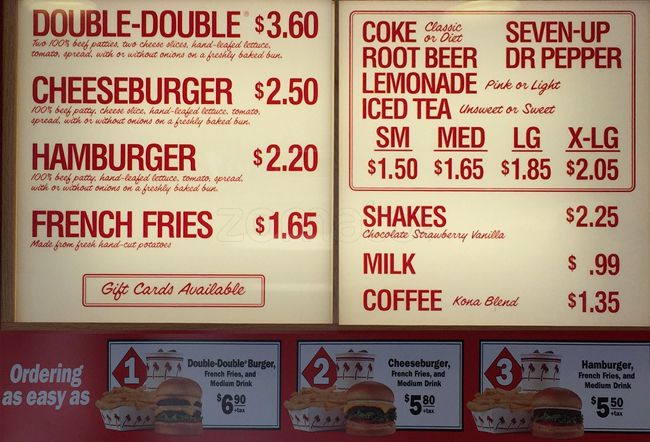 DOUBLE-DOUBLE® $3.60
Two 100% beef patties, two cheese slices, hand-leafed lettuce,
tomato, spread, with or without onions on a freshly baked bun.
CHEESEBURGER $2.50
100% beef patty, cheese slice, hand-leafed lettuce, tomato,
spread, with or without onions on a freshly baked bun.
HAMBURGER $2.20
100% beef patty, hand-leafed lettuce, tomato, spread,
with or without onions on a freshly baked bun.
FRENCH FRIES $1.65
Made from fresh hand-cut potatoes
Gift Cards Available
COKE Classic or Diet SEVEN-UP
ROOT BEER DR PEPPER
LEMONADE Pink or Light
ICED TEA Unsweet or Sweet
SM MED LG X-LG
$1.50 $1.65 $1.85 $2.05
SHAKES $2.25
Chocolate Strawberry Vanilla
MILK $ .99
COFFEE Kona Blend $1.35
Ordering
as easy as
1
Double-Double® Burger,
French Fries, and
Medium Drink
$6.90
+tax
2
Cheeseburger,
French Fries, and
Medium Drink
$5.80
+tax
3
Hamburger,
French Fries, and
Medium Drink
$5.50
+tax